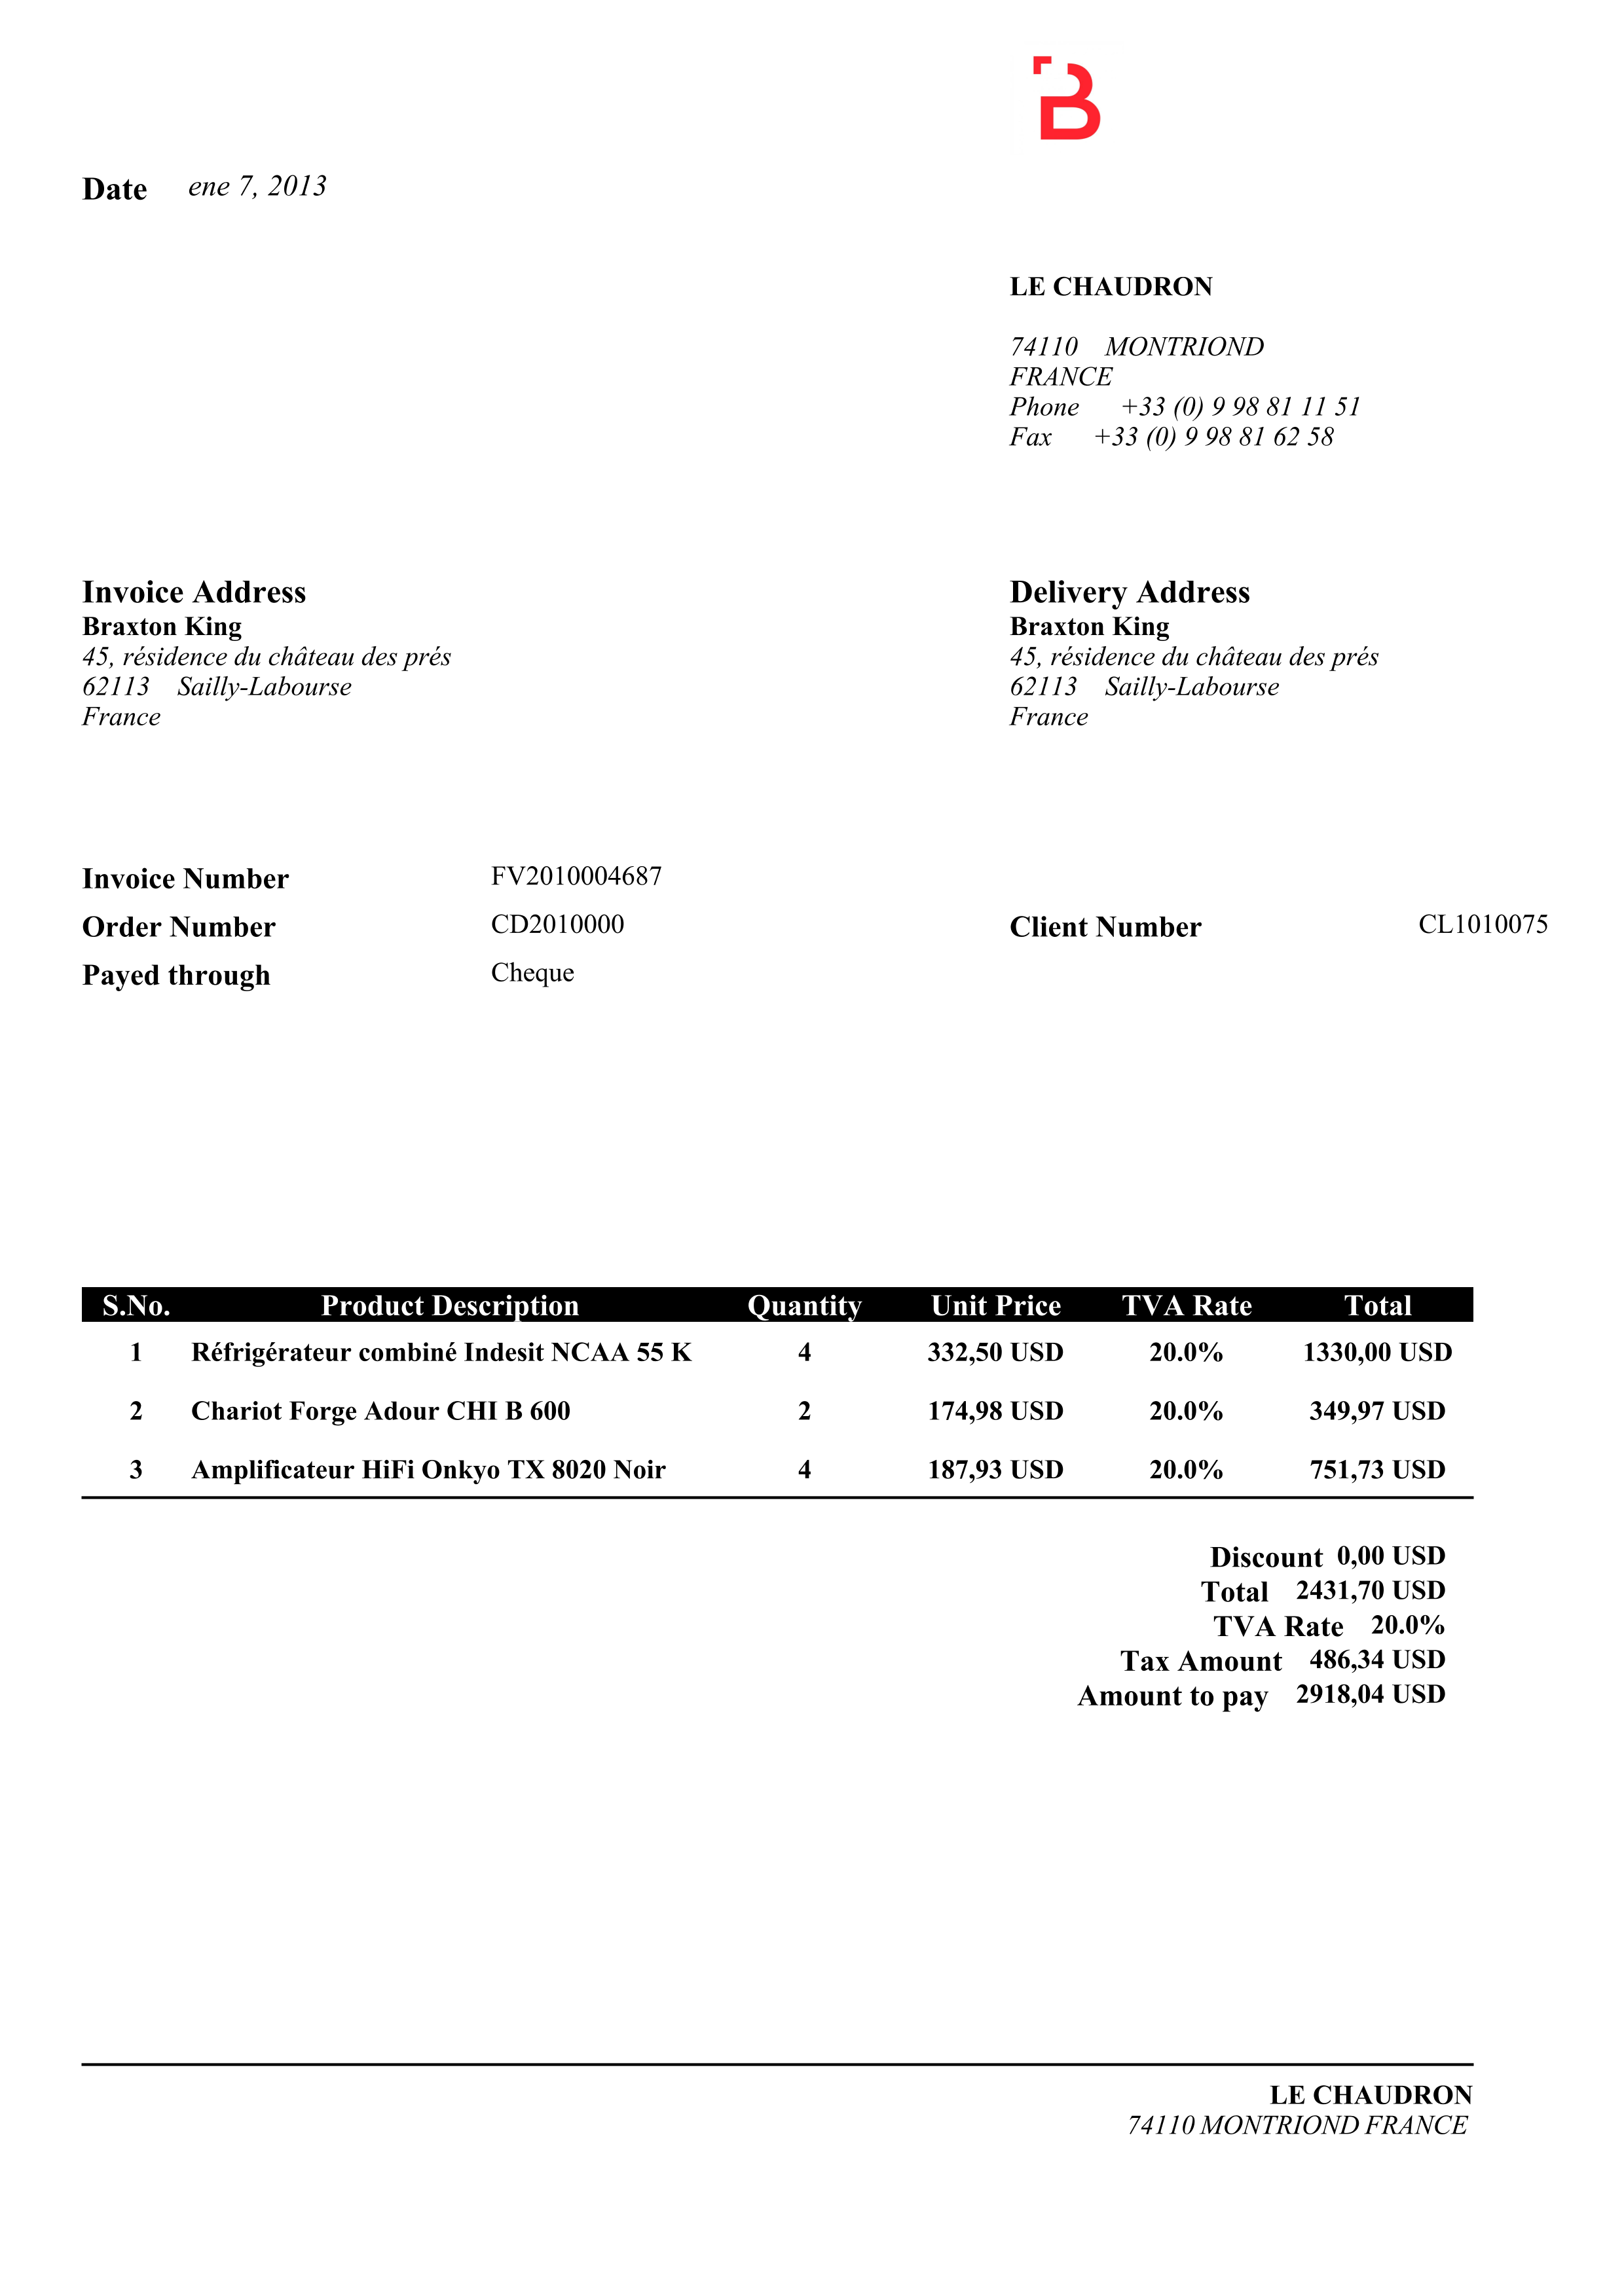 B
Date ene 7, 2013
LE CHAUDRON
74110 MONTRIOND
FRANCE
Phone +33 (0) 9 98 81 11 51
Fax +33 (0) 9 98 81 62 58
Invoice Address
Braxton King
45, résidence du château des prés
62113 Sailly-Labourse
France
Delivery Address
Braxton King
45, résidence du château des prés
62113 Sailly-Labourse
France
Invoice Number FV2010004687
Order Number CD2010000 Client Number CL1010075
Payed through Cheque
S.No. Product Description Quantity Unit Price TVA Rate Total
1 Réfrigérateur combiné Indesit NCAA 55 K 4 332,50 USD 20.0% 1330,00 USD
2 Chariot Forge Adour CHI B 600 2 174,98 USD 20.0% 349,97 USD
3 Amplificateur HiFi Onkyo TX 8020 Noir 4 187,93 USD 20.0% 751,73 USD
Discount 0,00 USD
Total 2431,70 USD
TVA Rate 20.0%
Tax Amount 486,34 USD
Amount to pay 2918,04 USD
LE CHAUDRON
74110 MONTRIOND FRANCE